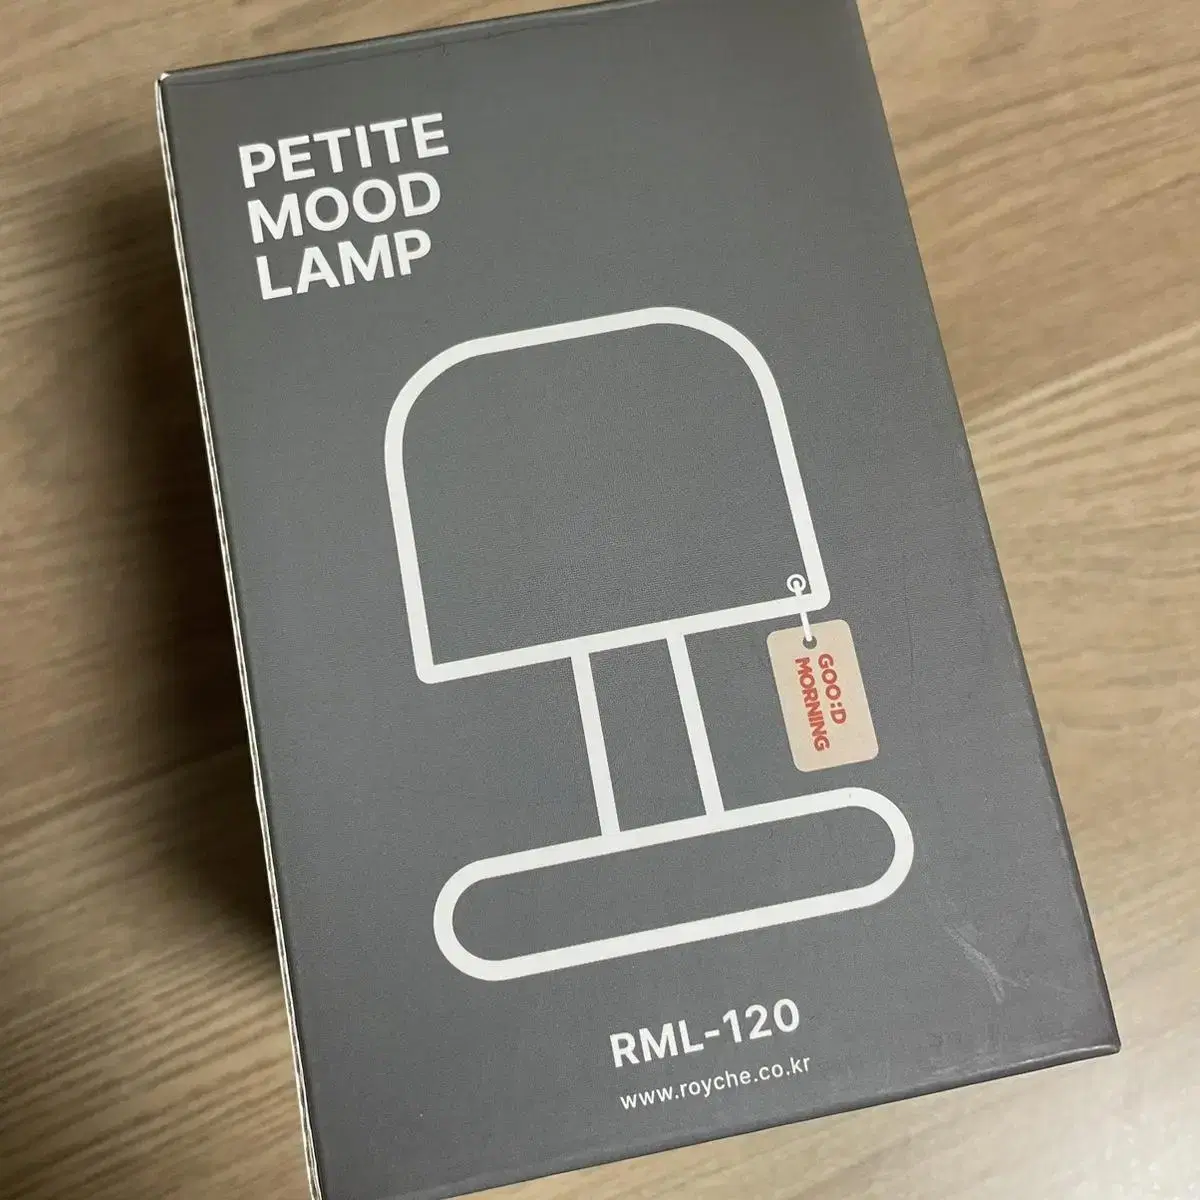 PETITE
MOOD
LAMP
GOO:D
MORNING
RML-120
www.royche.co.kr